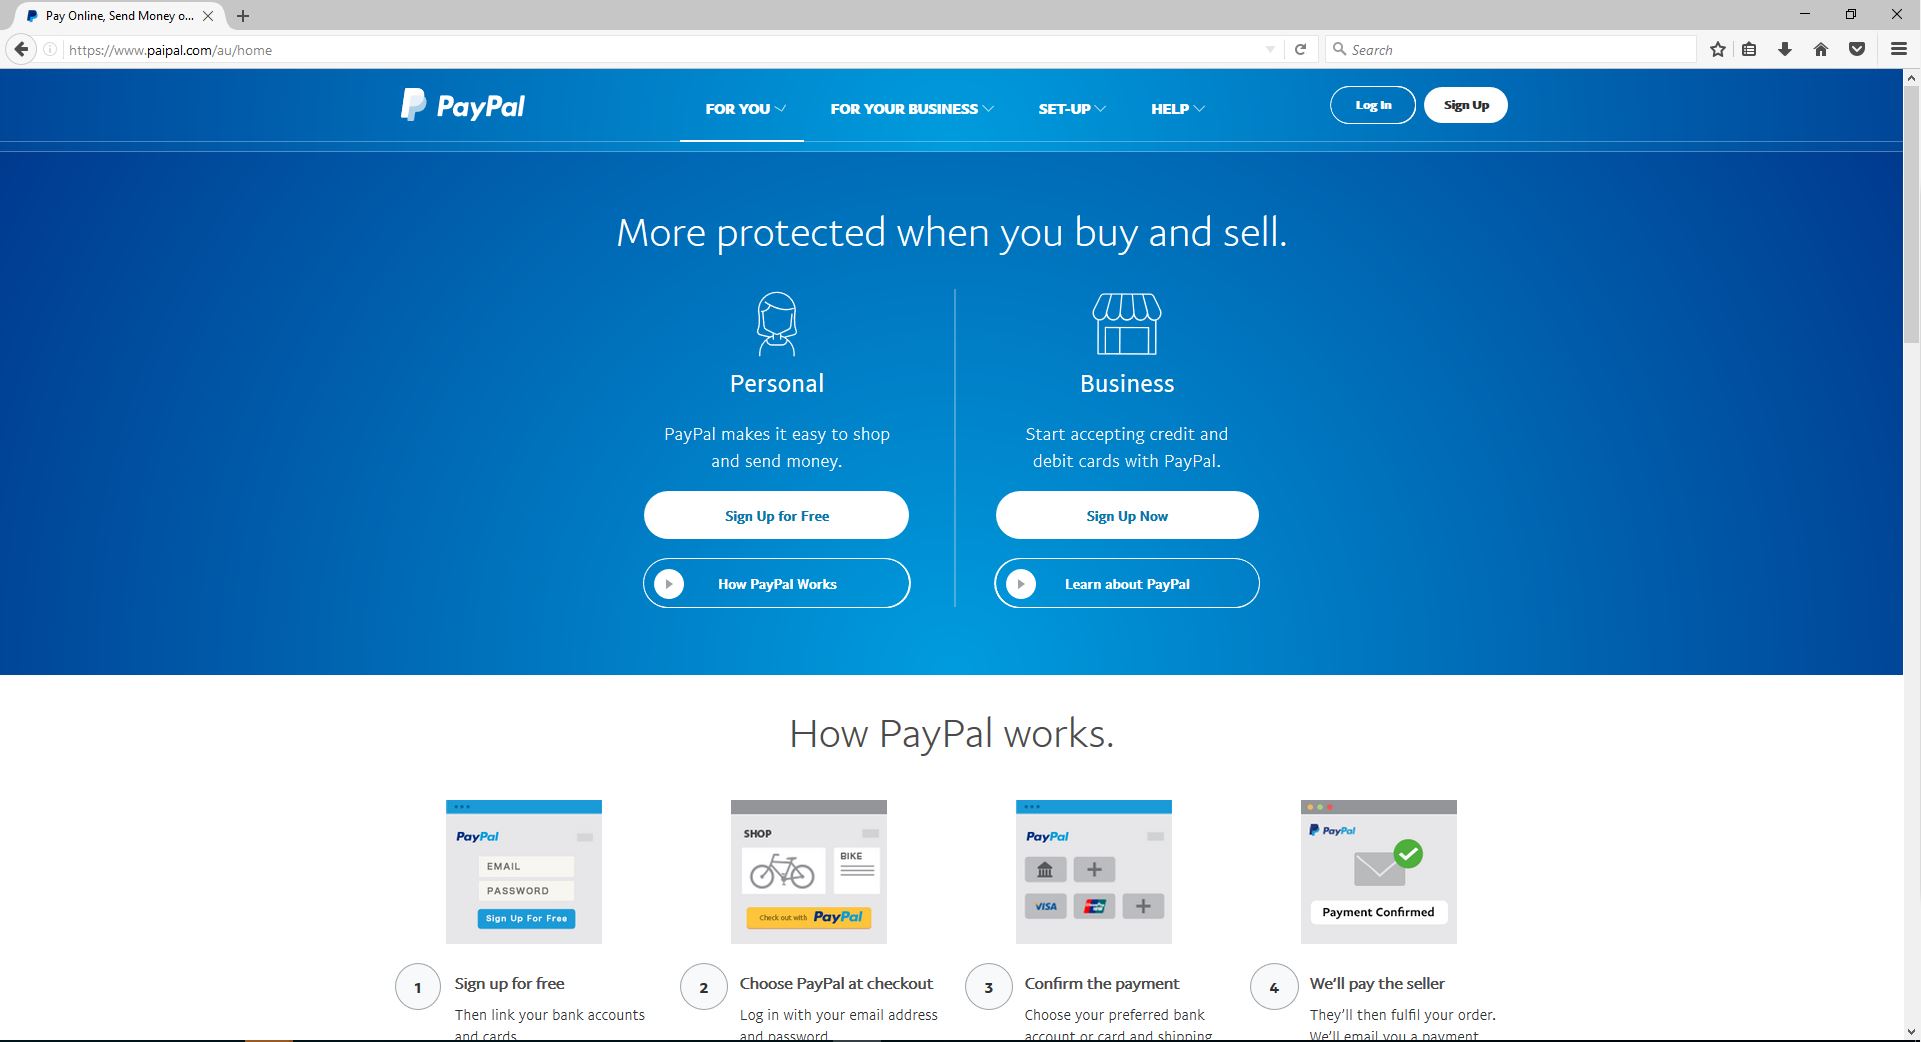 Pay Online, Send Money o...
https://www.paipal.com/au/home
Search
PayPal
FOR YOU
FOR YOUR BUSINESS
SET-UP
HELP
Log In
Sign Up
More protected when you buy and sell.
Personal
PayPal makes it easy to shop
and send money.
Sign Up for Free
How PayPal Works
Business
Start accepting credit and
debit cards with PayPal.
Sign Up Now
Learn about PayPal
How PayPal works.
PayPal
EMAIL
PASSWORD
Sign Up For Free
SHOP
BIKE
Check out with PayPal
PayPal
VISA
PayPal
Payment Confirmed
1
Sign up for free
Then link your bank accounts
and cards
2
Choose PayPal at checkout
Log in with your email address
and password
3
Confirm the payment
Choose your preferred bank
account or card and shipping
4
We'll pay the seller
They'll then fulfil your order.
We'll email you a payment